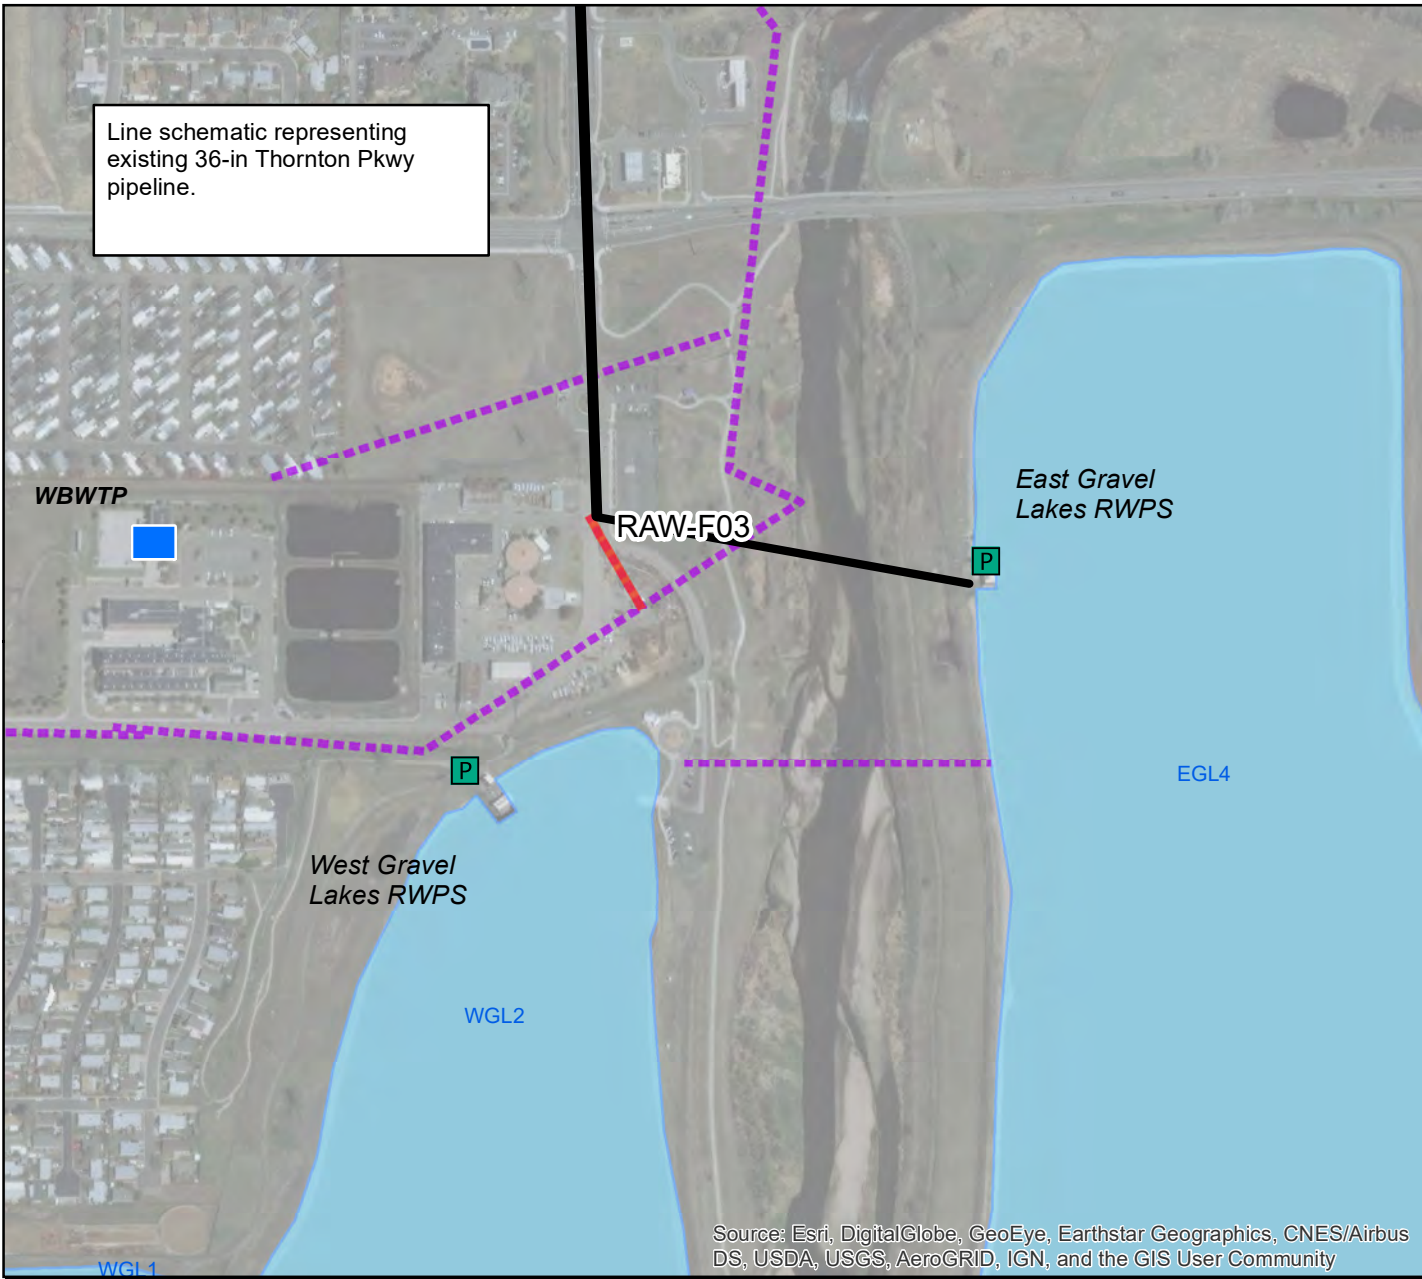 Line schematic representing
existing 36-in Thornton Pkwy
pipeline.
WBWTP
East Gravel
Lakes RWPS
RAW-F03
P
P
EGL4
West Gravel
Lakes RWPS
WGL2
Source: Esri, DigitalGlobe, GeoEye, Earthstar Geographics, CNES/Airbus
DS, USDA, USGS, AeroGRID, IGN, and the GIS User Community
WGL1